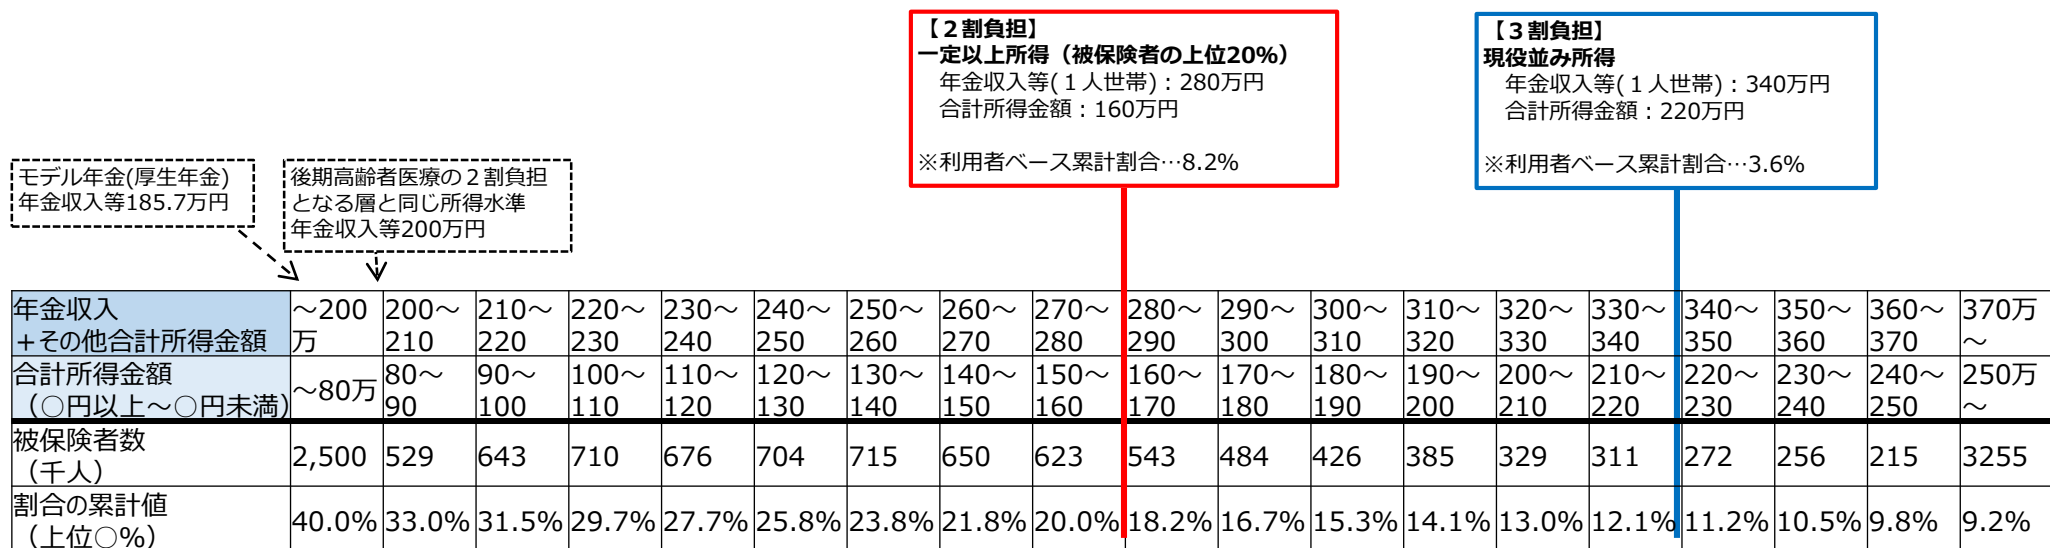 【２割負担】
一定以上所得（被保険者の上位20%）
年金収入等(１人世帯)：280万円
合計所得金額：160万円
※利用者ベース累計割合…8.2%
【３割負担】
現役並み所得
年金収入等(１人世帯)：340万円
合計所得金額：220万円
※利用者ベース累計割合…3.6%
モデル年金(厚生年金)
年金収入等185.7万円
後期高齢者医療の２割負担
となる層と同じ所得水準
年金収入等200万円
年金収入 ～200 200～ 210～ 220～ 230～ 240～ 250～ 260～ 270～ 280～ 290～ 300～ 310～ 320～ 330～ 340～ 350～ 360～ 370万
＋その他合計所得金額 万 210 220 230 240 250 260 270 280 290 300 310 320 330 340 350 360 370 ～
合計所得金額 ～80万 80～ 90～ 100～ 110～ 120～ 130～ 140～ 150～ 160～ 170～ 180～ 190～ 200～ 210～ 220～ 230～ 240～ 250万
（○円以上～○円未満） 90 100 110 120 130 140 150 160 170 180 190 200 210 220 230 240 250 ～
被保険者数
（千人） 2,500 529 643 710 676 704 715 650 623 543 484 426 385 329 311 272 256 215 3255
割合の累計値
（上位○%） 40.0% 33.0% 31.5% 29.7% 27.7% 25.8% 23.8% 21.8% 20.0% 18.2% 16.7% 15.3% 14.1% 13.0% 12.1% 11.2% 10.5% 9.8% 9.2%